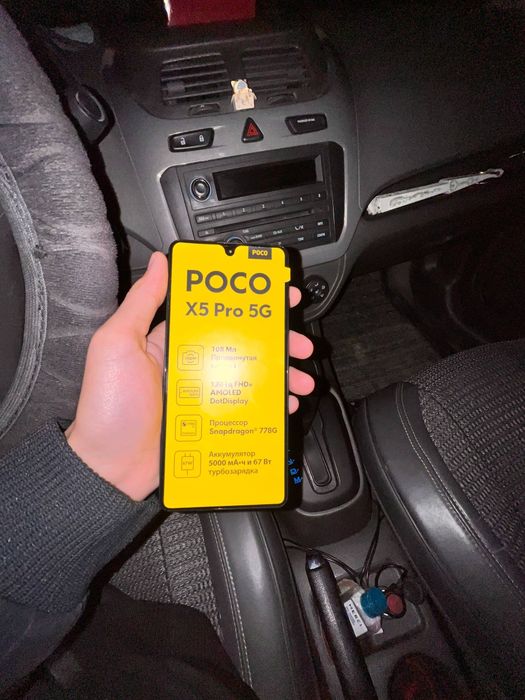 POCO
POCO
X5 Pro 5G
108 Мп
120 Гц FHD+
AMOLED
DotDisplay
Процессор
Snapdragon® 778G
Аккумулятор
5000 мА•ч и 67 Вт
турбозарядка